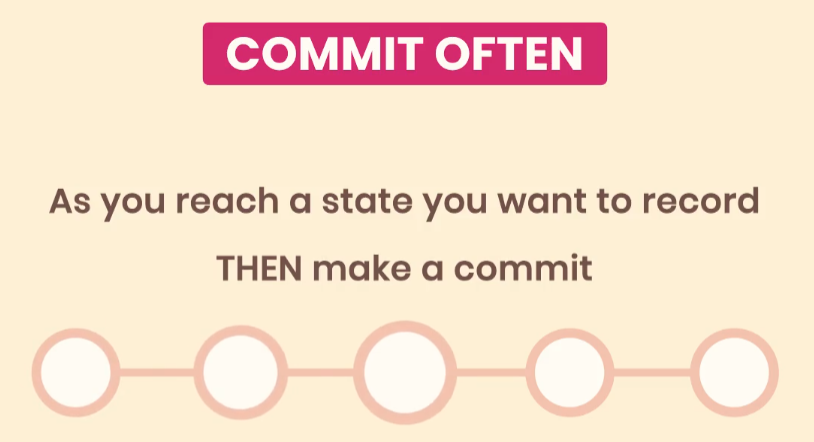 COMMIT OFTEN
As you reach a state you want to record
THEN make a commit